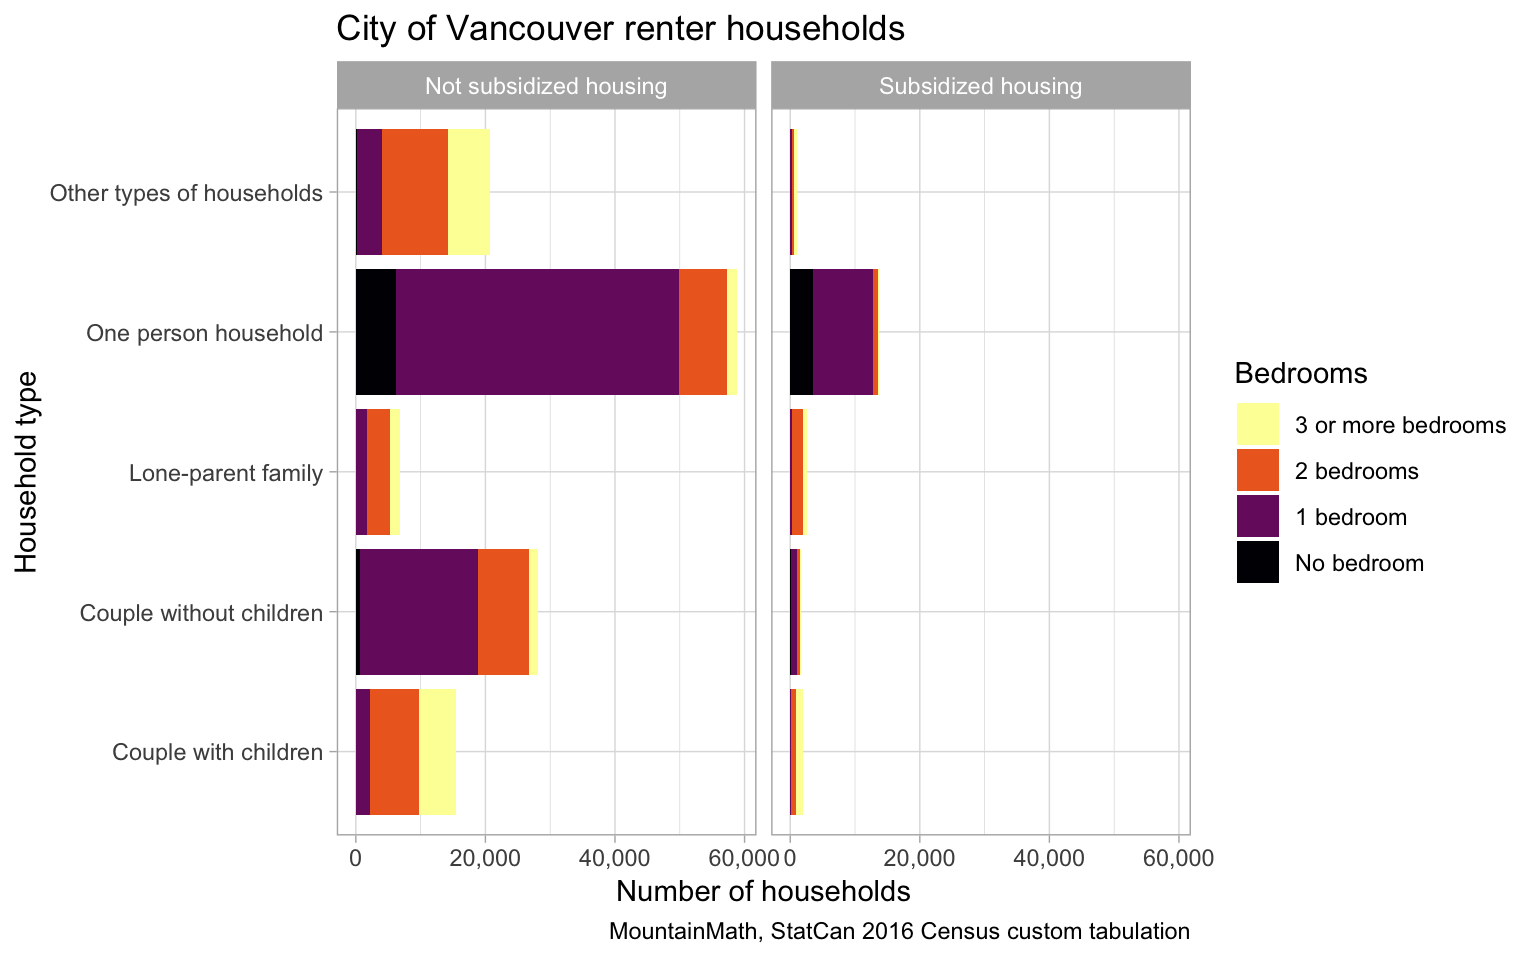 City of Vancouver renter households
Not subsidized housing
Subsidized housing
Household type
Other types of households
One person household
Lone-parent family
Couple without children
Couple with children
0 20,000 40,000 60,000
0 20,000 40,000 60,000
Number of households
MountainMath, StatCan 2016 Census custom tabulation
Bedrooms
3 or more bedrooms
2 bedrooms
1 bedroom
No bedroom